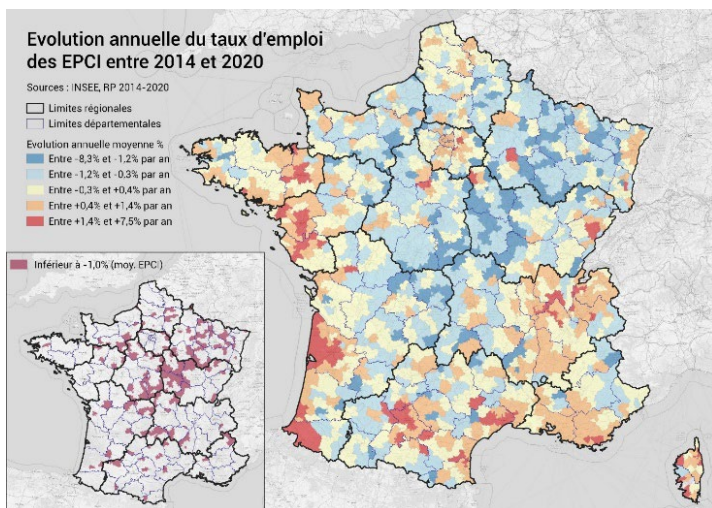 Evolution annuelle du taux d'emploi
des EPCI entre 2014 et 2020
Sources : INSEE, RP 2014-2020
Limites régionales
Limites départementales
Evolution annuelle moyenne %
Entre -8,3% et -1,2% par an
Entre -1,2% et -0,3% par an
Entre -0,3% et +0,4% par an
Entre +0,4% et +1,4% par an
Entre +1,4% et +7,5% par an
Inférieur à -1,0% (moy. EPCI)